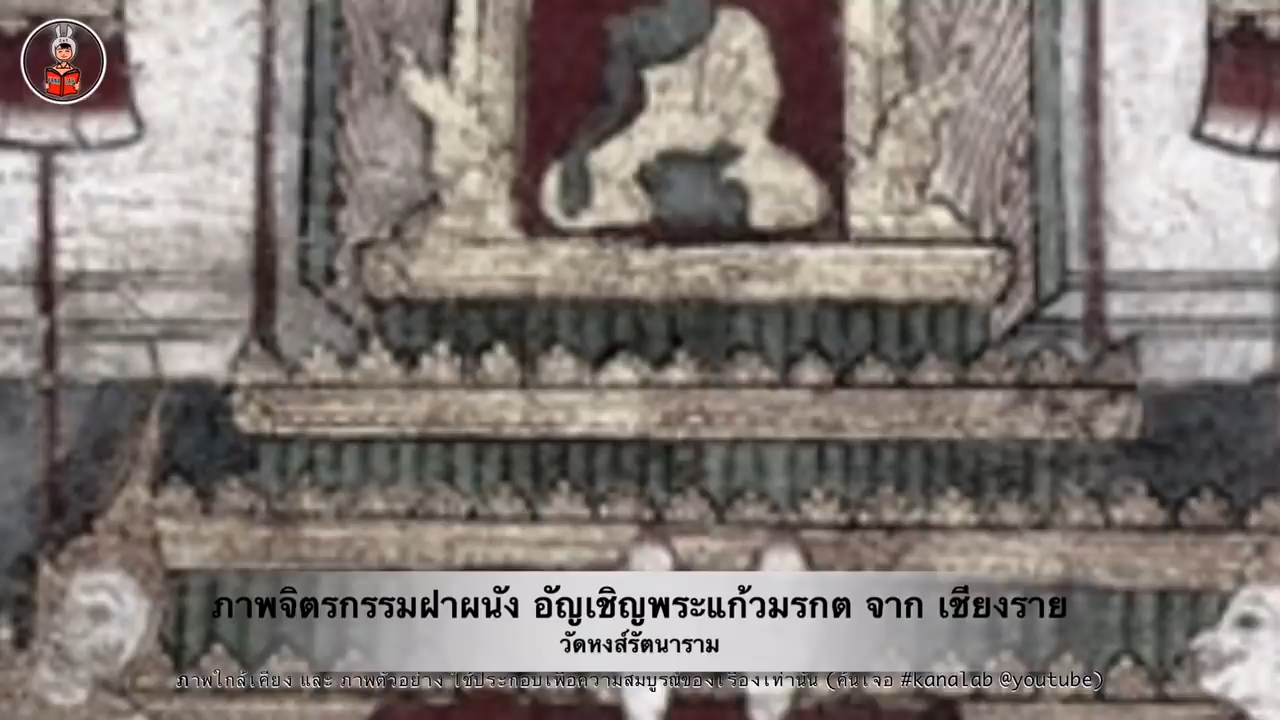 ภาพจิตรกรรมฝาผนัง อัญเชิญพระแก้วมรกต จาก เชียงราย
วัดหงส์รัตนาราม
ภาพใกล้เคียง และ ภาพตัวอย่าง ใช้ประกอบเพื่อความสมบูรณ์ของเรื่องเท่านั้น (ค้นเจอ #kanalab @youtube)